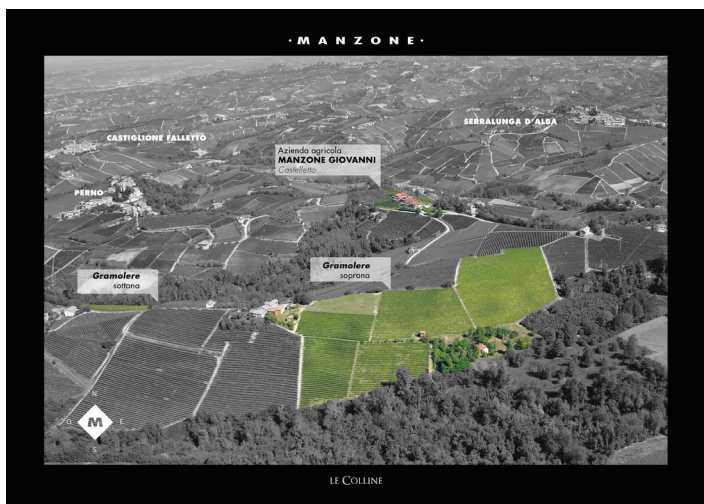 ·MANZONE·
SERRALUNGA D'ALBA
CASTIGLIONE FALLETTO
Azienda agricola
MANZONE GIOVANNI
Castelletto
PERNO
Gramolere
soprana
Gramolere
sottana
N.
O.
M
E.
S.
LE COLLINE